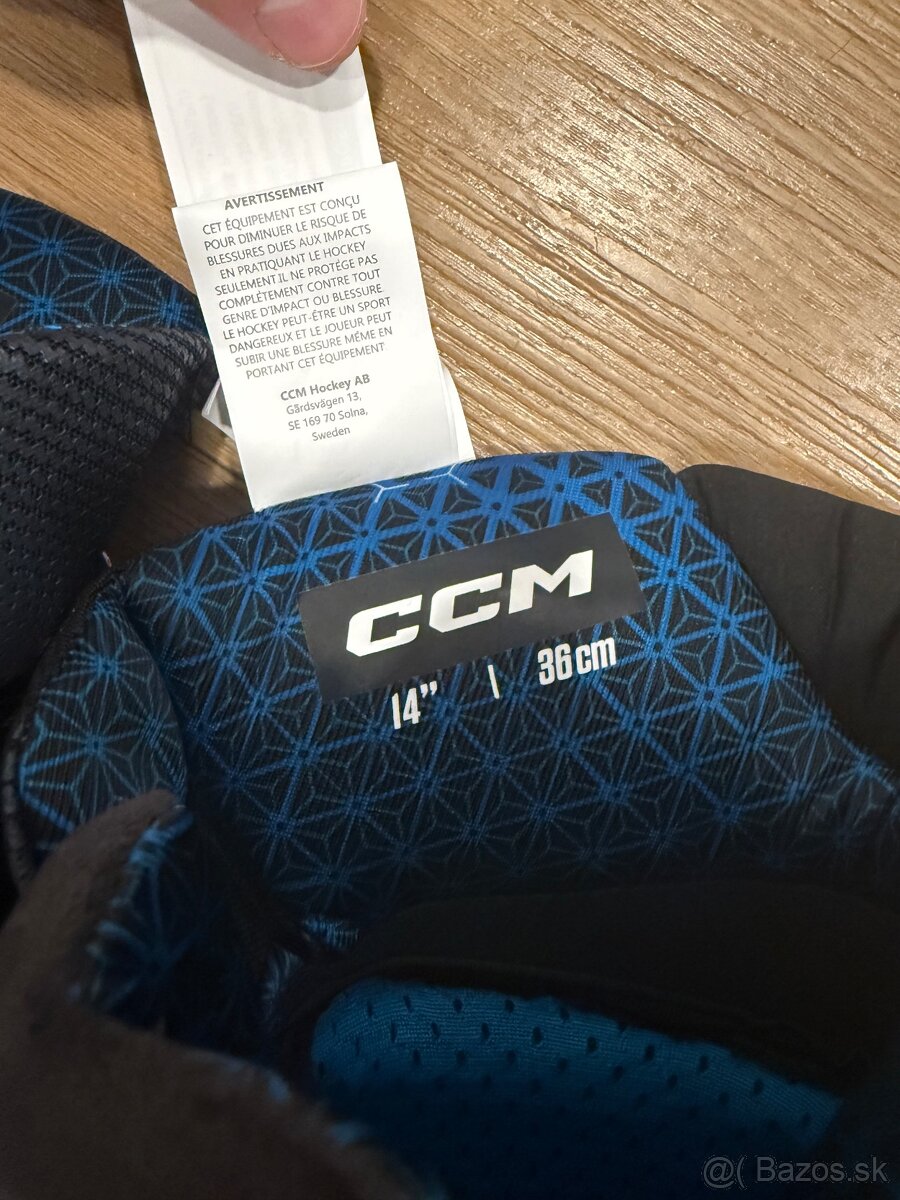 AVERTISSEMENT
CET ÉQUIPEMENT EST CONÇU
POUR DIMINUER LE RISQUE DE
BLESSURES DUES AUX IMPACTS
EN PRATIQUANT LE HOCKEY
SEULEMENT.IL NE PROTÉGE PAS
COMPLÈTEMENT CONTRE TOUT
GENRE D'IMPACT OU BLESSURE
LE HOCKEY PEUT-ÊTRE UN SPORT
DANGEREUX ET LE JOUEUR PEUT
SUBIR UNE BLESSURE MÊME EN
PORTANT CET ÉQUIPEMENT
CCM Hockey AB
Gårdsvägen 13,
SE 169 70 Solna,
Sweden
CCM
14” | 36 cm
@( Bazos.sk